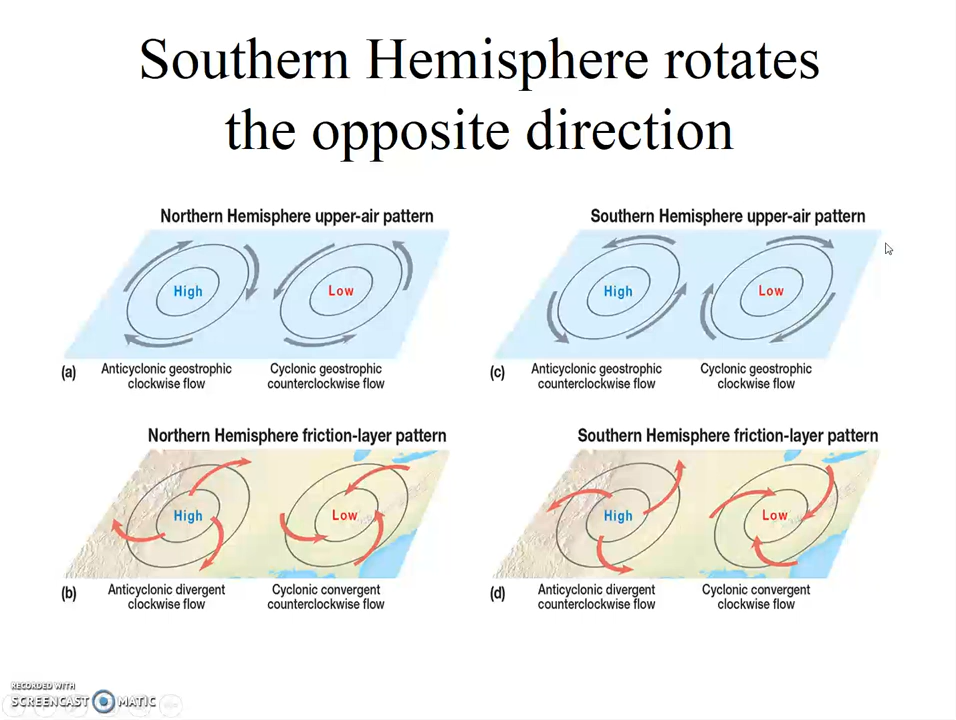 Southern Hemisphere rotates
the opposite direction
Northern Hemisphere upper-air pattern
High
Low
(a)
Anticyclonic geostrophic
clockwise flow
Cyclonic geostrophic
counterclockwise flow
Southern Hemisphere upper-air pattern
High
Low
(c)
Anticyclonic geostrophic
counterclockwise flow
Cyclonic geostrophic
clockwise flow
Northern Hemisphere friction-layer pattern
High
Low
(b)
Anticyclonic divergent
clockwise flow
Cyclonic convergent
counterclockwise flow
Southern Hemisphere friction-layer pattern
High
Low
(d)
Anticyclonic divergent
counterclockwise flow
Cyclonic convergent
clockwise flow
RECORDED WITH
SCREENCAST MATIC